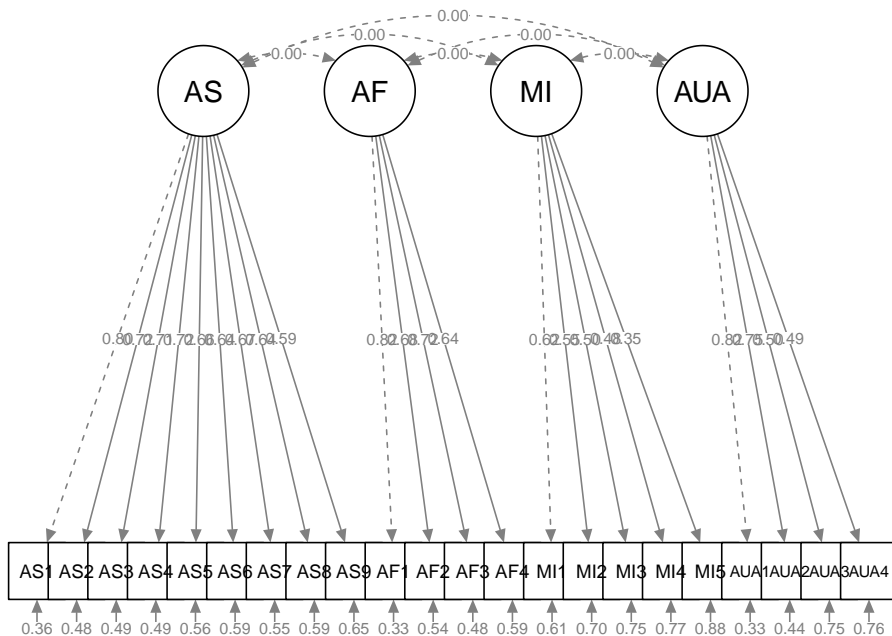 0.00
-0.00 -0.00
-0.00 -0.00 -0.00
AS AF MI AUA
0.80 0.72 0.71 0.72 0.66 0.64 0.67 0.64 0.59 0.82 0.68 0.72 0.64 0.62 0.55 0.50 0.48 0.35 0.82 0.75 0.50 0.49
AS1 AS2 AS3 AS4 AS5 AS6 AS7 AS8 AS9 AF1 AF2 AF3 AF4 MI1 MI2 MI3 MI4 MI5 AUA1 AUA2 AUA3 AUA4
0.36 0.48 0.49 0.49 0.56 0.59 0.55 0.59 0.65 0.33 0.54 0.48 0.59 0.61 0.70 0.75 0.77 0.88 0.33 0.44 0.75 0.76